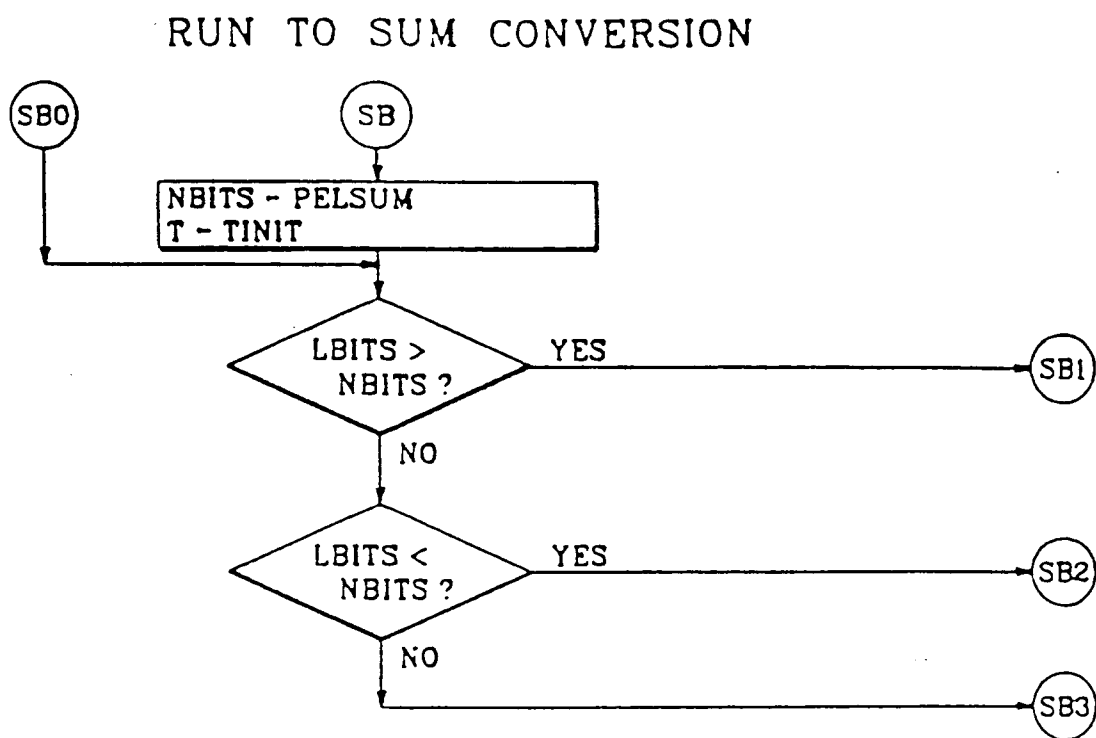 RUN TO SUM CONVERSION
SB0
SB
NBITS - PELSUM
T - TINIT
LBITS >
NBITS ?
YES
SB1
NO
LBITS <
NBITS ?
YES
SB2
NO
SB3